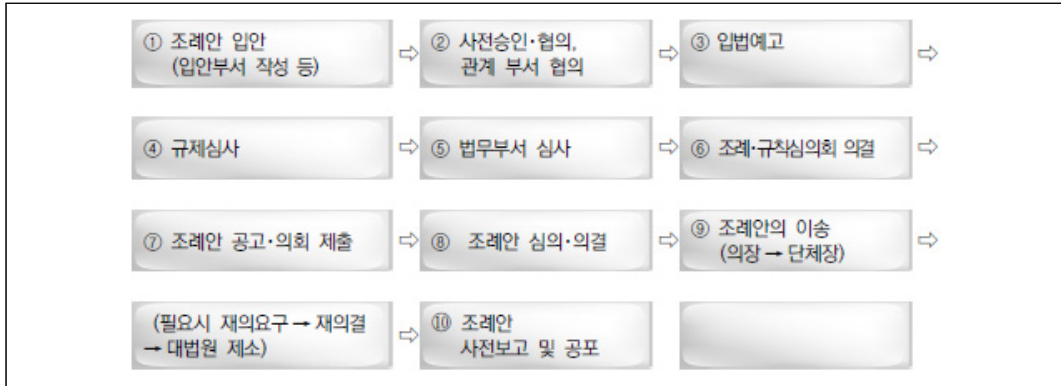 ① 조례안 입안
(입안부서 작성 등)
⇨
② 사전승인·협의,
관계 부서 협의
⇨
③ 입법예고
⇨
④ 규제심사
⇨
⑤ 법무부서 심사
⇨
⑥ 조례·규칙심의회 의결
⇨
⑦ 조례안 공고·의회 제출
⇨
⑧ 조례안 심의·의결
⇨
⑨ 조례안의 이송
(의장 → 단체장)
⇨
(필요시 재의요구 → 재의결
→ 대법원 제소)
⇨
⑩ 조례안
사전보고 및 공포